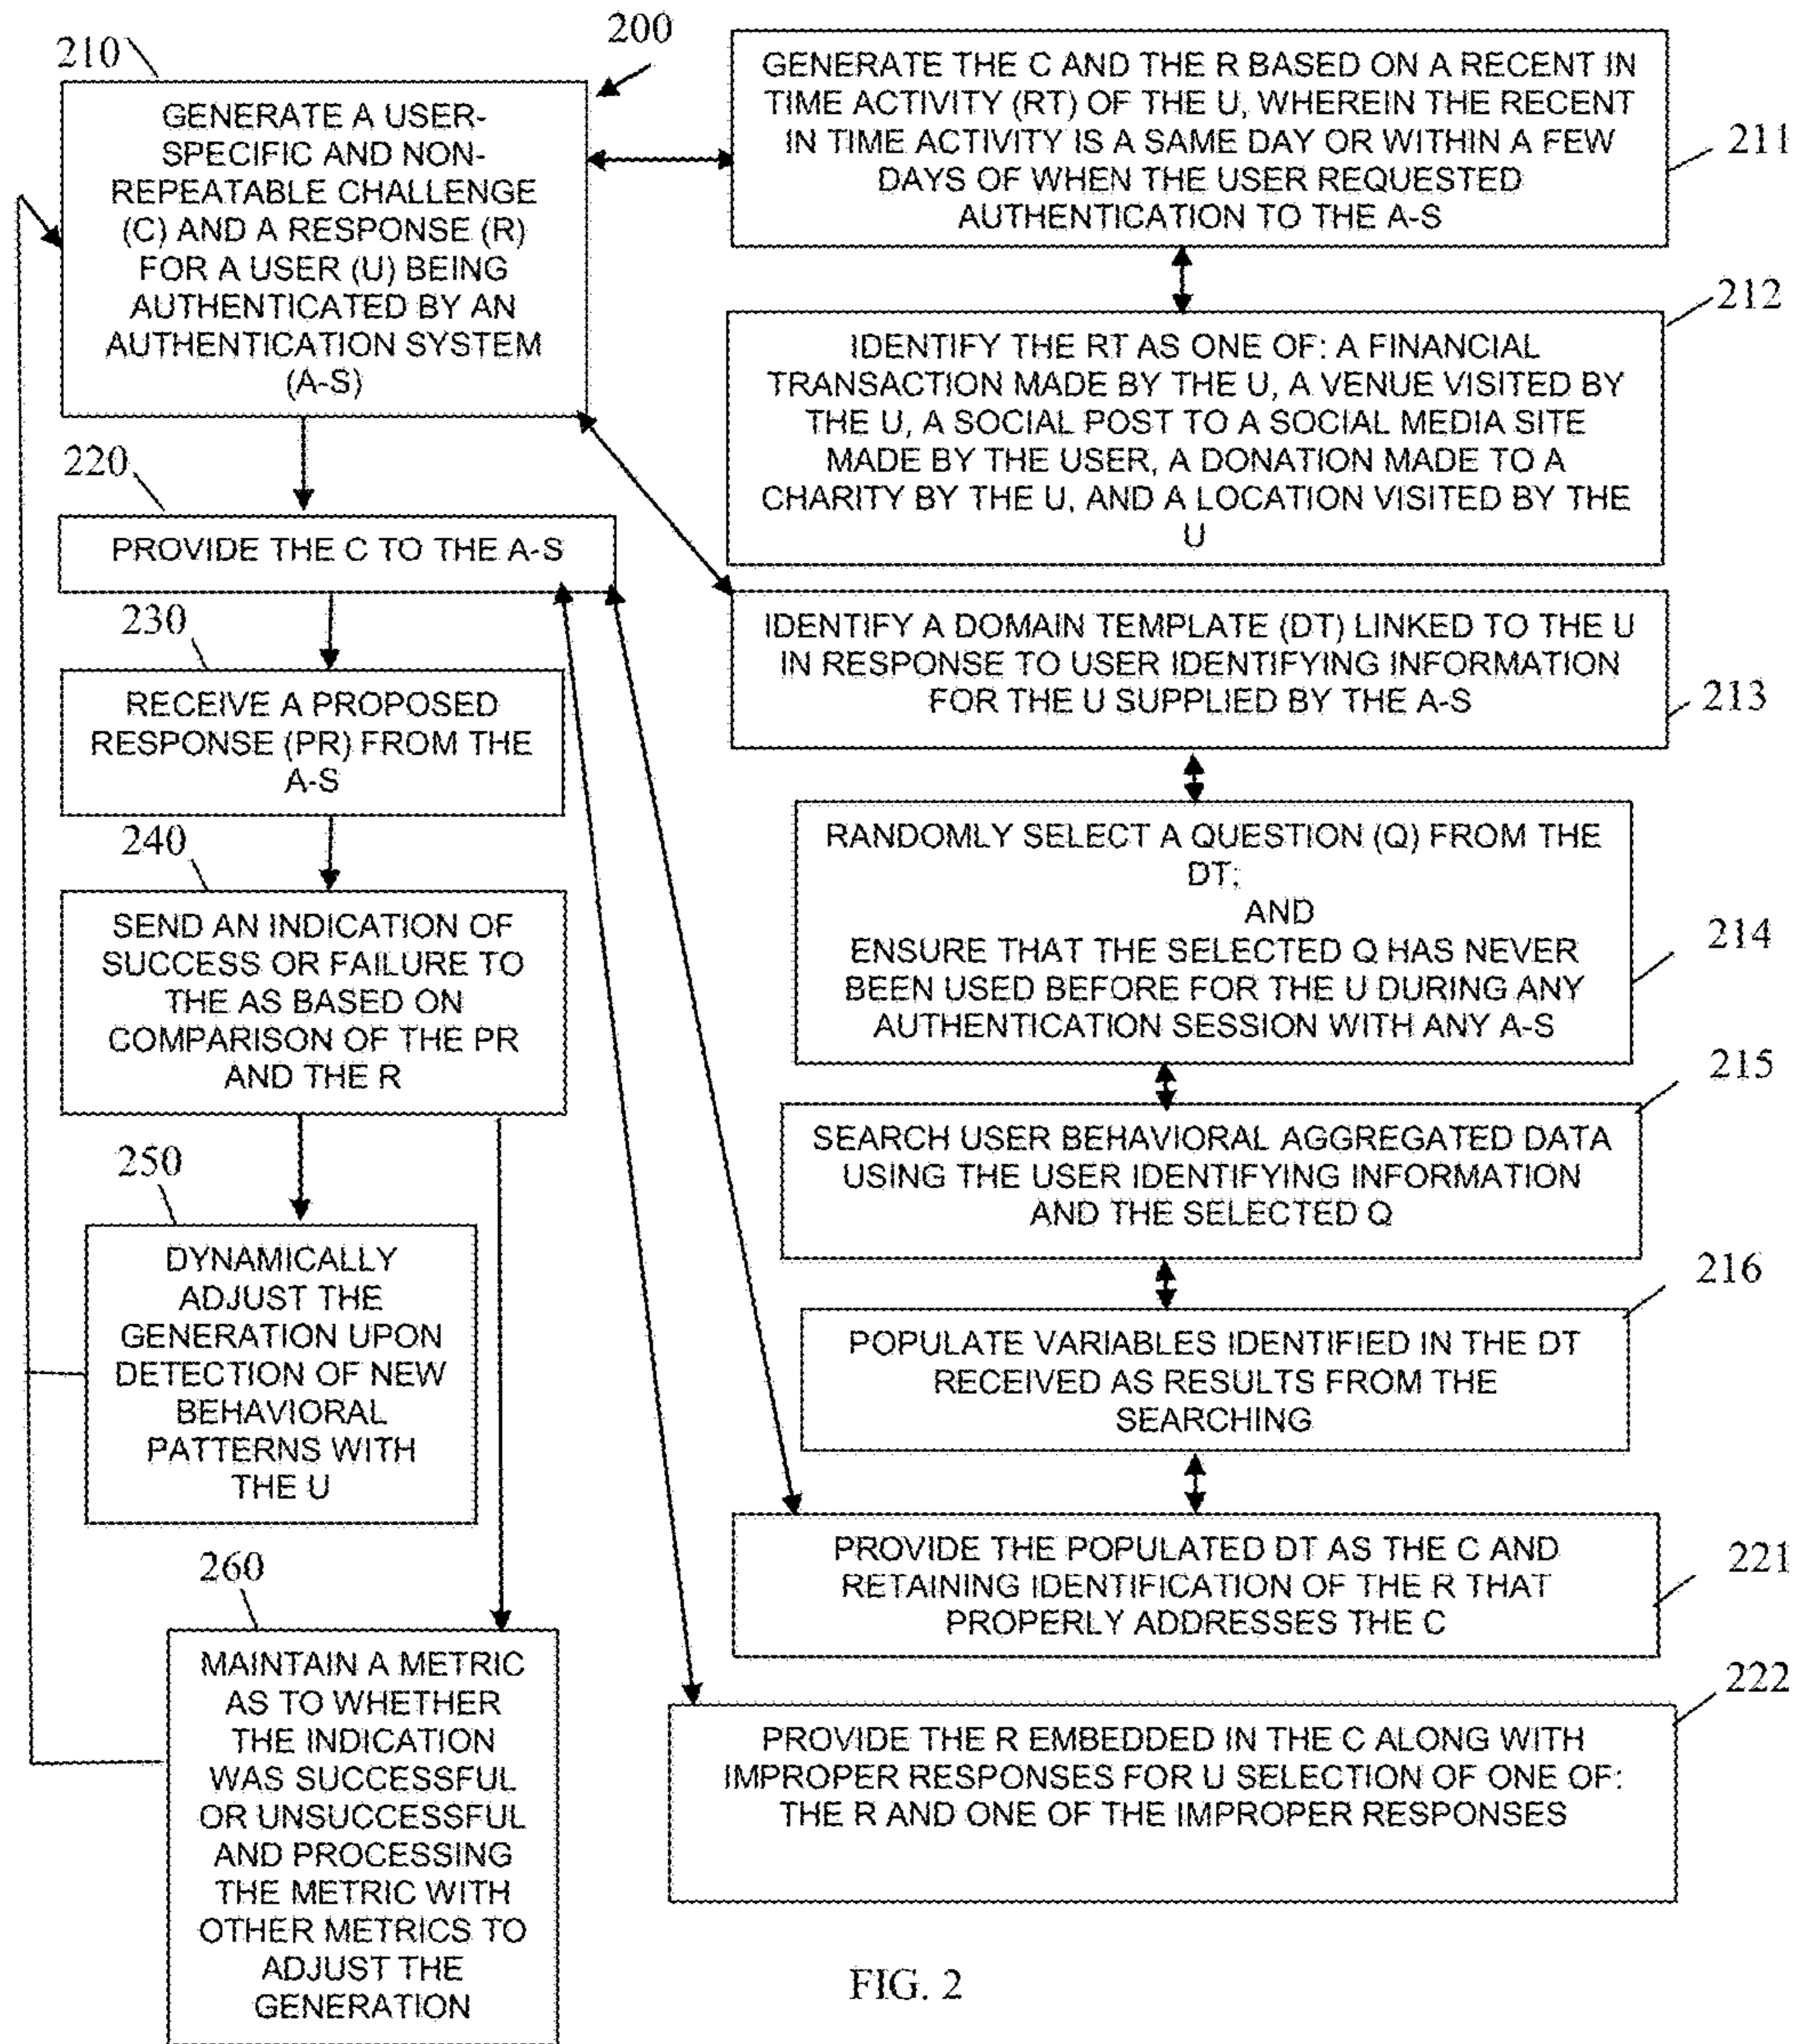 200
210
GENERATE A USER-
SPECIFIC AND NON-
REPEATABLE CHALLENGE
(C) AND A RESPONSE (R)
FOR A USER (U) BEING
AUTHENTICATED BY AN
AUTHENTICATION SYSTEM
(A-S)
220
PROVIDE THE C TO THE A-S
230
RECEIVE A PROPOSED
RESPONSE (PR) FROM THE
A-S
240
SEND AN INDICATION OF
SUCCESS OR FAILURE TO
THE AS BASED ON
COMPARISON OF THE PR
AND THE R
250
DYNAMICALLY
ADJUST THE
GENERATION UPON
DETECTION OF NEW
BEHAVIORAL
PATTERNS WITH
THE U
260
MAINTAIN A METRIC
AS TO WHETHER
THE INDICATION
WAS SUCCESSFUL
OR UNSUCCESSFUL
AND PROCESSING
THE METRIC WITH
OTHER METRICS TO
ADJUST THE
GENERATION
GENERATE THE C AND THE R BASED ON A RECENT IN
TIME ACTIVITY (RT) OF THE U, WHEREIN THE RECENT
IN TIME ACTIVITY IS A SAME DAY OR WITHIN A FEW
DAYS OF WHEN THE USER REQUESTED
AUTHENTICATION TO THE A-S
211
212
IDENTIFY THE RT AS ONE OF: A FINANCIAL
TRANSACTION MADE BY THE U, A VENUE VISITED BY
THE U, A SOCIAL POST TO A SOCIAL MEDIA SITE
MADE BY THE USER, A DONATION MADE TO A
CHARITY BY THE U, AND A LOCATION VISITED BY THE
U
IDENTIFY A DOMAIN TEMPLATE (DT) LINKED TO THE U
IN RESPONSE TO USER IDENTIFYING INFORMATION
FOR THE U SUPPLIED BY THE A-S
213
RANDOMLY SELECT A QUESTION (Q) FROM THE
DT;
AND
ENSURE THAT THE SELECTED Q HAS NEVER
BEEN USED BEFORE FOR THE U DURING ANY
AUTHENTICATION SESSION WITH ANY A-S
214
215
SEARCH USER BEHAVIORAL AGGREGATED DATA
USING THE USER IDENTIFYING INFORMATION
AND THE SELECTED Q
216
POPULATE VARIABLES IDENTIFIED IN THE DT
RECEIVED AS RESULTS FROM THE
SEARCHING
PROVIDE THE POPULATED DT AS THE C AND
RETAINING IDENTIFICATION OF THE R THAT
PROPERLY ADDRESSES THE C
221
222
PROVIDE THE R EMBEDDED IN THE C ALONG WITH
IMPROPER RESPONSES FOR U SELECTION OF ONE OF:
THE R AND ONE OF THE IMPROPER RESPONSES
FIG. 2